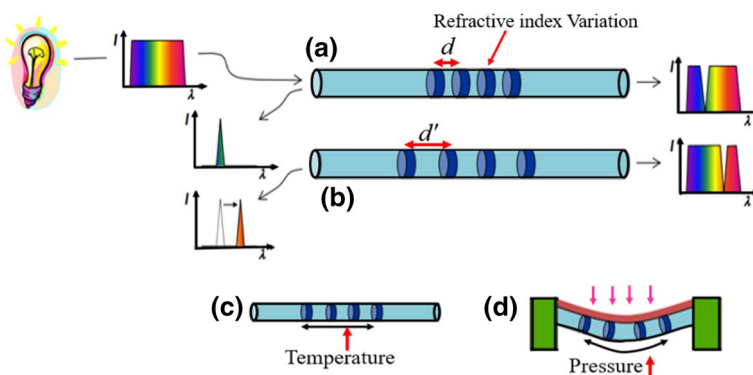 Refractive index Variation
(a)
d
I
λ
I
λ
I
λ
d'
I
λ
(b)
I
λ
(c)
Temperature
(d)
Pressure